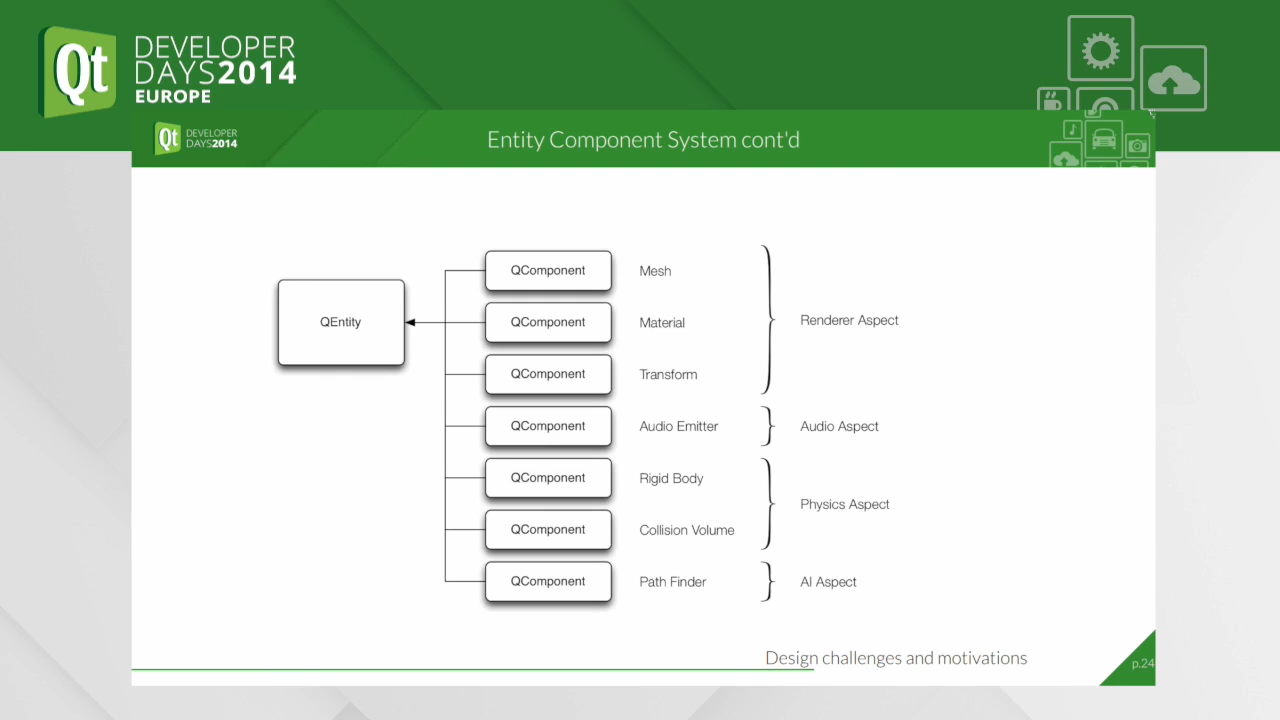 Qt
DEVELOPER
DAYS2014
EUROPE
Qt
DEVELOPER
DAYS2014
Entity Component System cont'd
QEntity
QComponent Mesh
QComponent Material
QComponent Transform
Renderer Aspect
QComponent Audio Emitter
Audio Aspect
QComponent Rigid Body
QComponent Collision Volume
Physics Aspect
QComponent Path Finder
AI Aspect
Design challenges and motivations
p.24